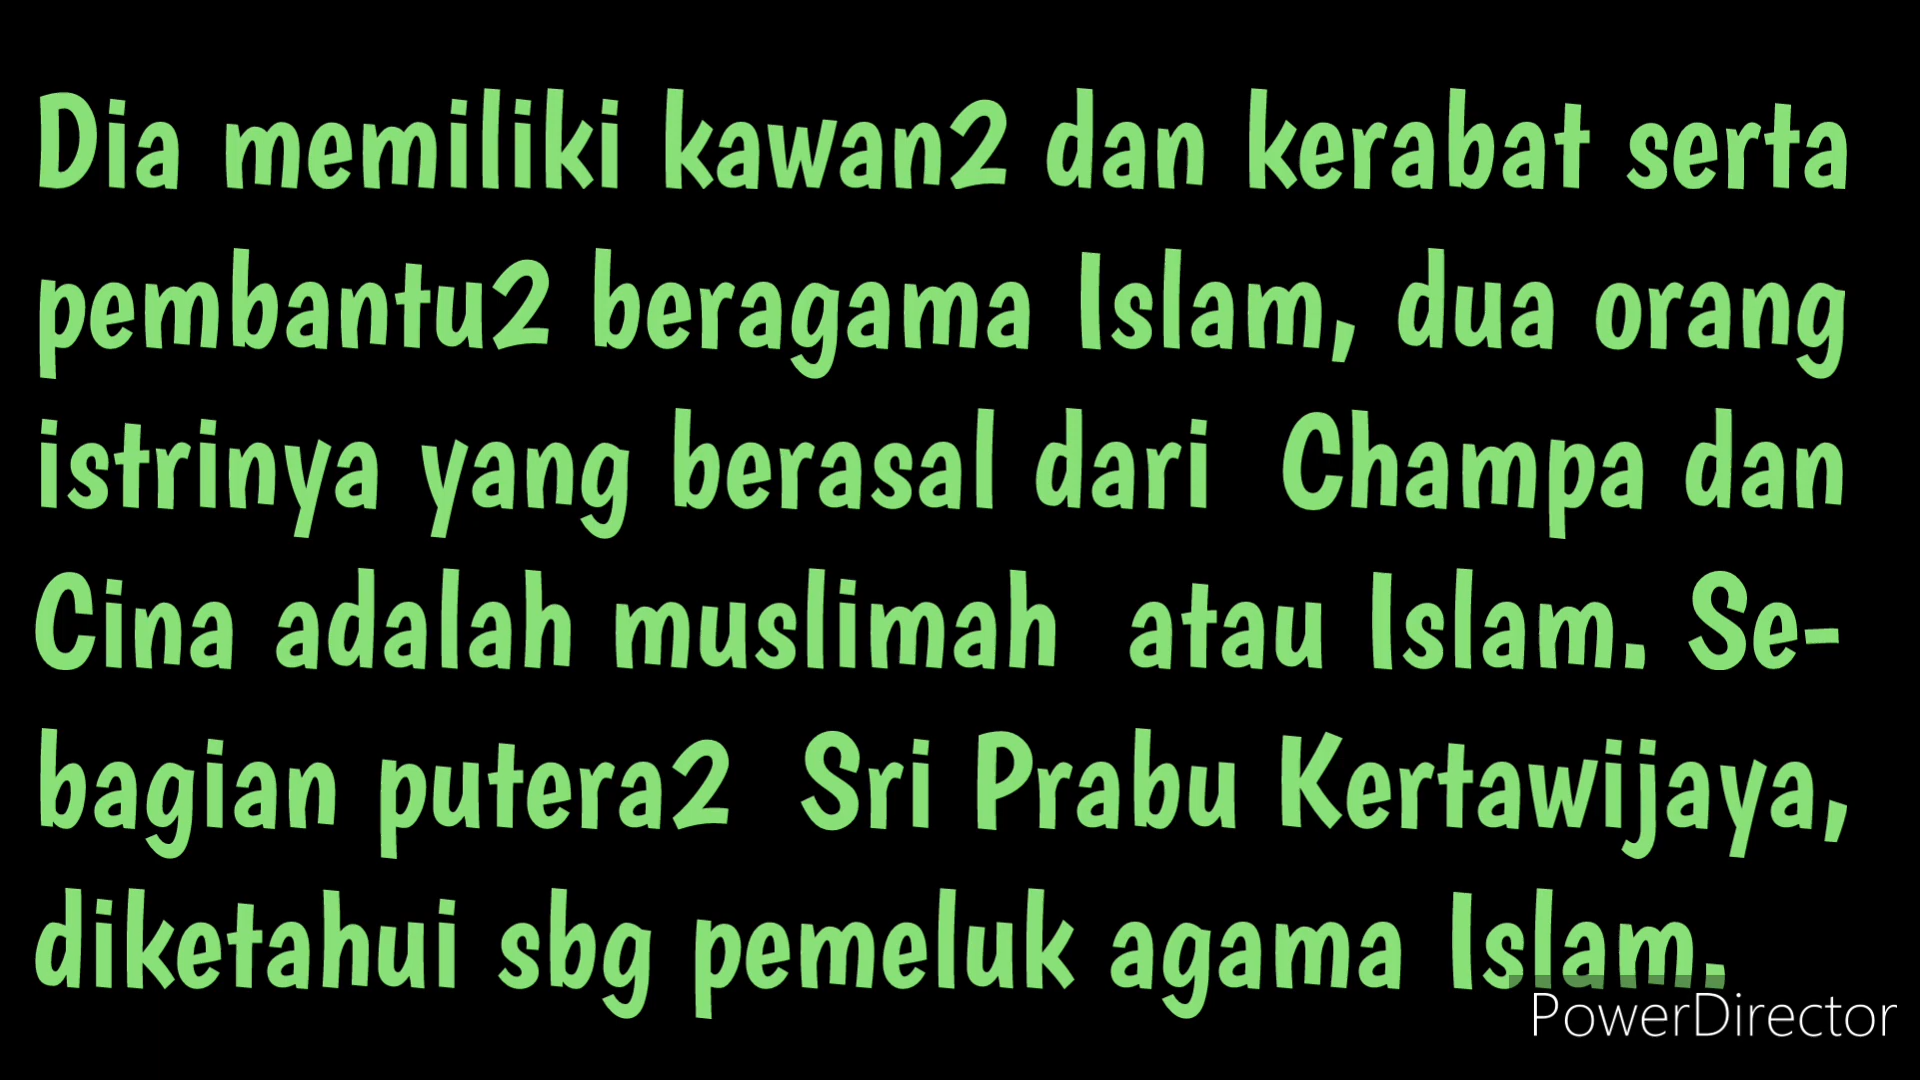 Dia memiliki kawan2 dan kerabat serta
pembantu2 beragama Islam, dua orang
istrinya yang berasal dari Champa dan
Cina adalah muslimah atau Islam. Se-
bagian putera2 Sri Prabu Kertawijaya,
diketahui sbg pemeluk agama Islam.
PowerDirector